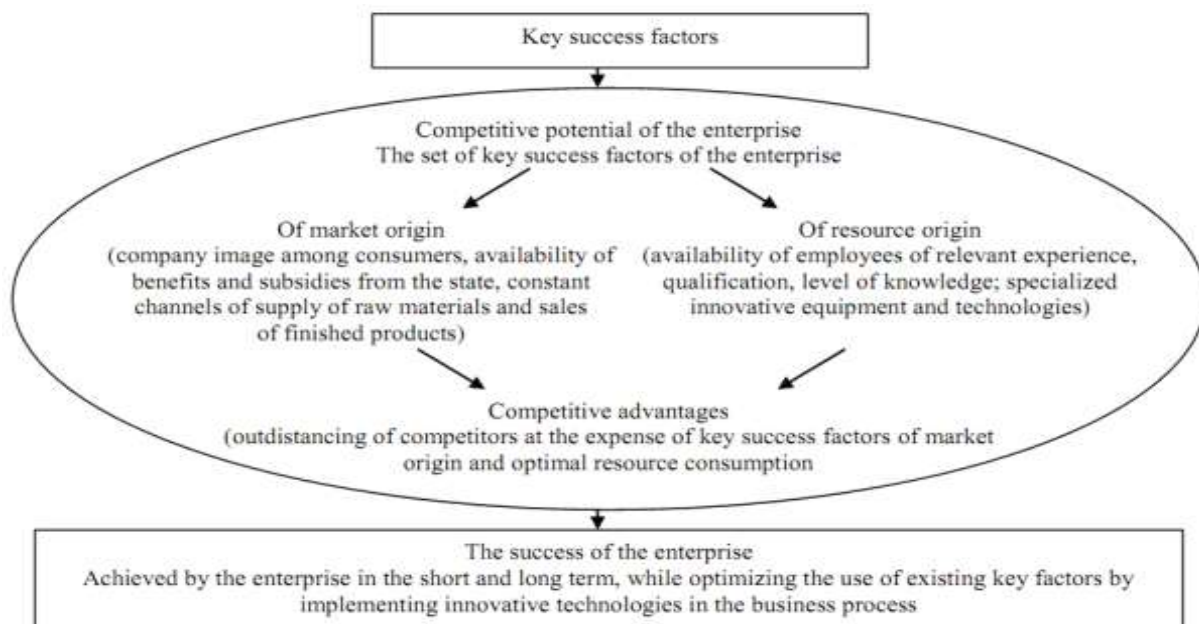 Key success factors
Competitive potential of the enterprise
The set of key success factors of the enterprise
Of market origin
(company image among consumers, availability of
benefits and subsidies from the state, constant
channels of supply of raw materials and sales
of finished products)
Of resource origin
(availability of employees of relevant experience,
qualification, level of knowledge; specialized
innovative equipment and technologies)
Competitive advantages
(outdistancing of competitors at the expense of key success factors of market
origin and optimal resource consumption
The success of the enterprise
Achieved by the enterprise in the short and long term, while optimizing the use of existing key factors by
implementing innovative technologies in the business process